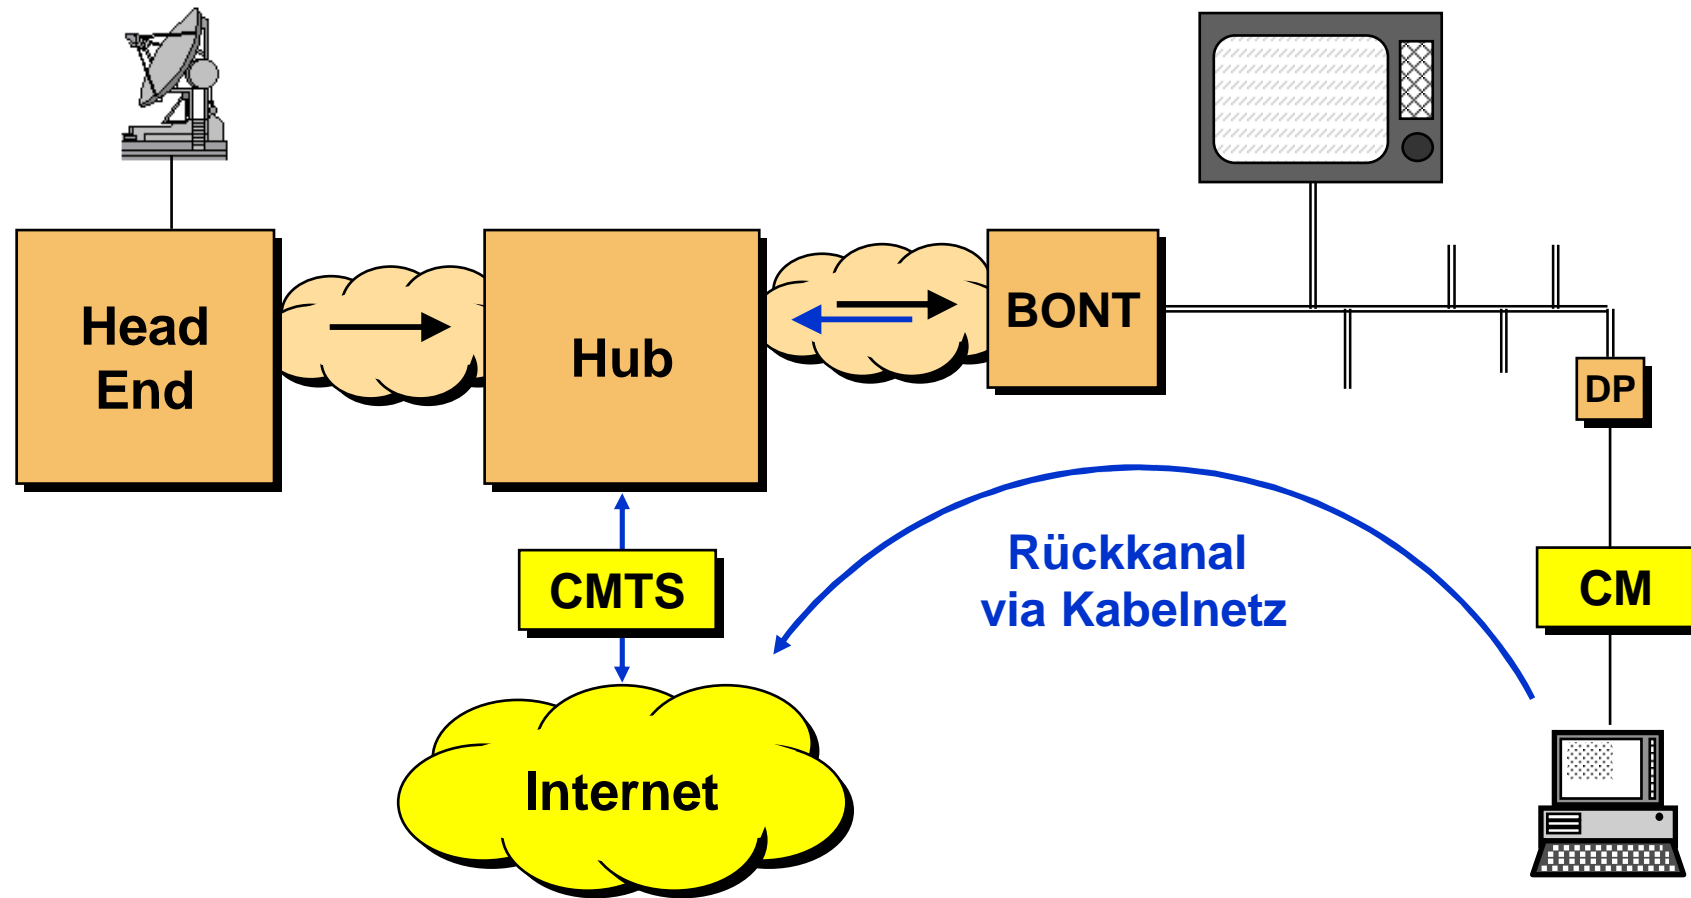 Head
End
Hub
BONT
DP
CMTS
Rückkanal
via Kabelnetz
CM
Internet